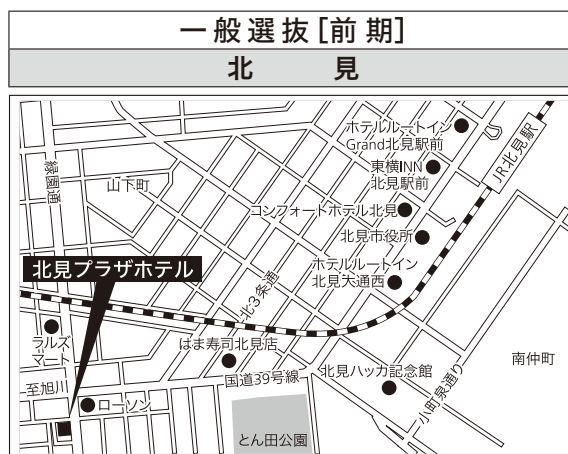 一般選抜［前期］
北　見
ホテルルートイン
Grand北見駅前
東横INN
北見駅前
JR北見駅
緑園通
山下町
コンフォートホテル北見
北見市役所
北見プラザホテル
ホテルルートイン
北見大通西
北3条通
ラルズ
マート
はま寿司北見店
南仲町
至旭川
国道39号線
北見ハッカ記念館
ローソン
小町泉通り
とん田公園